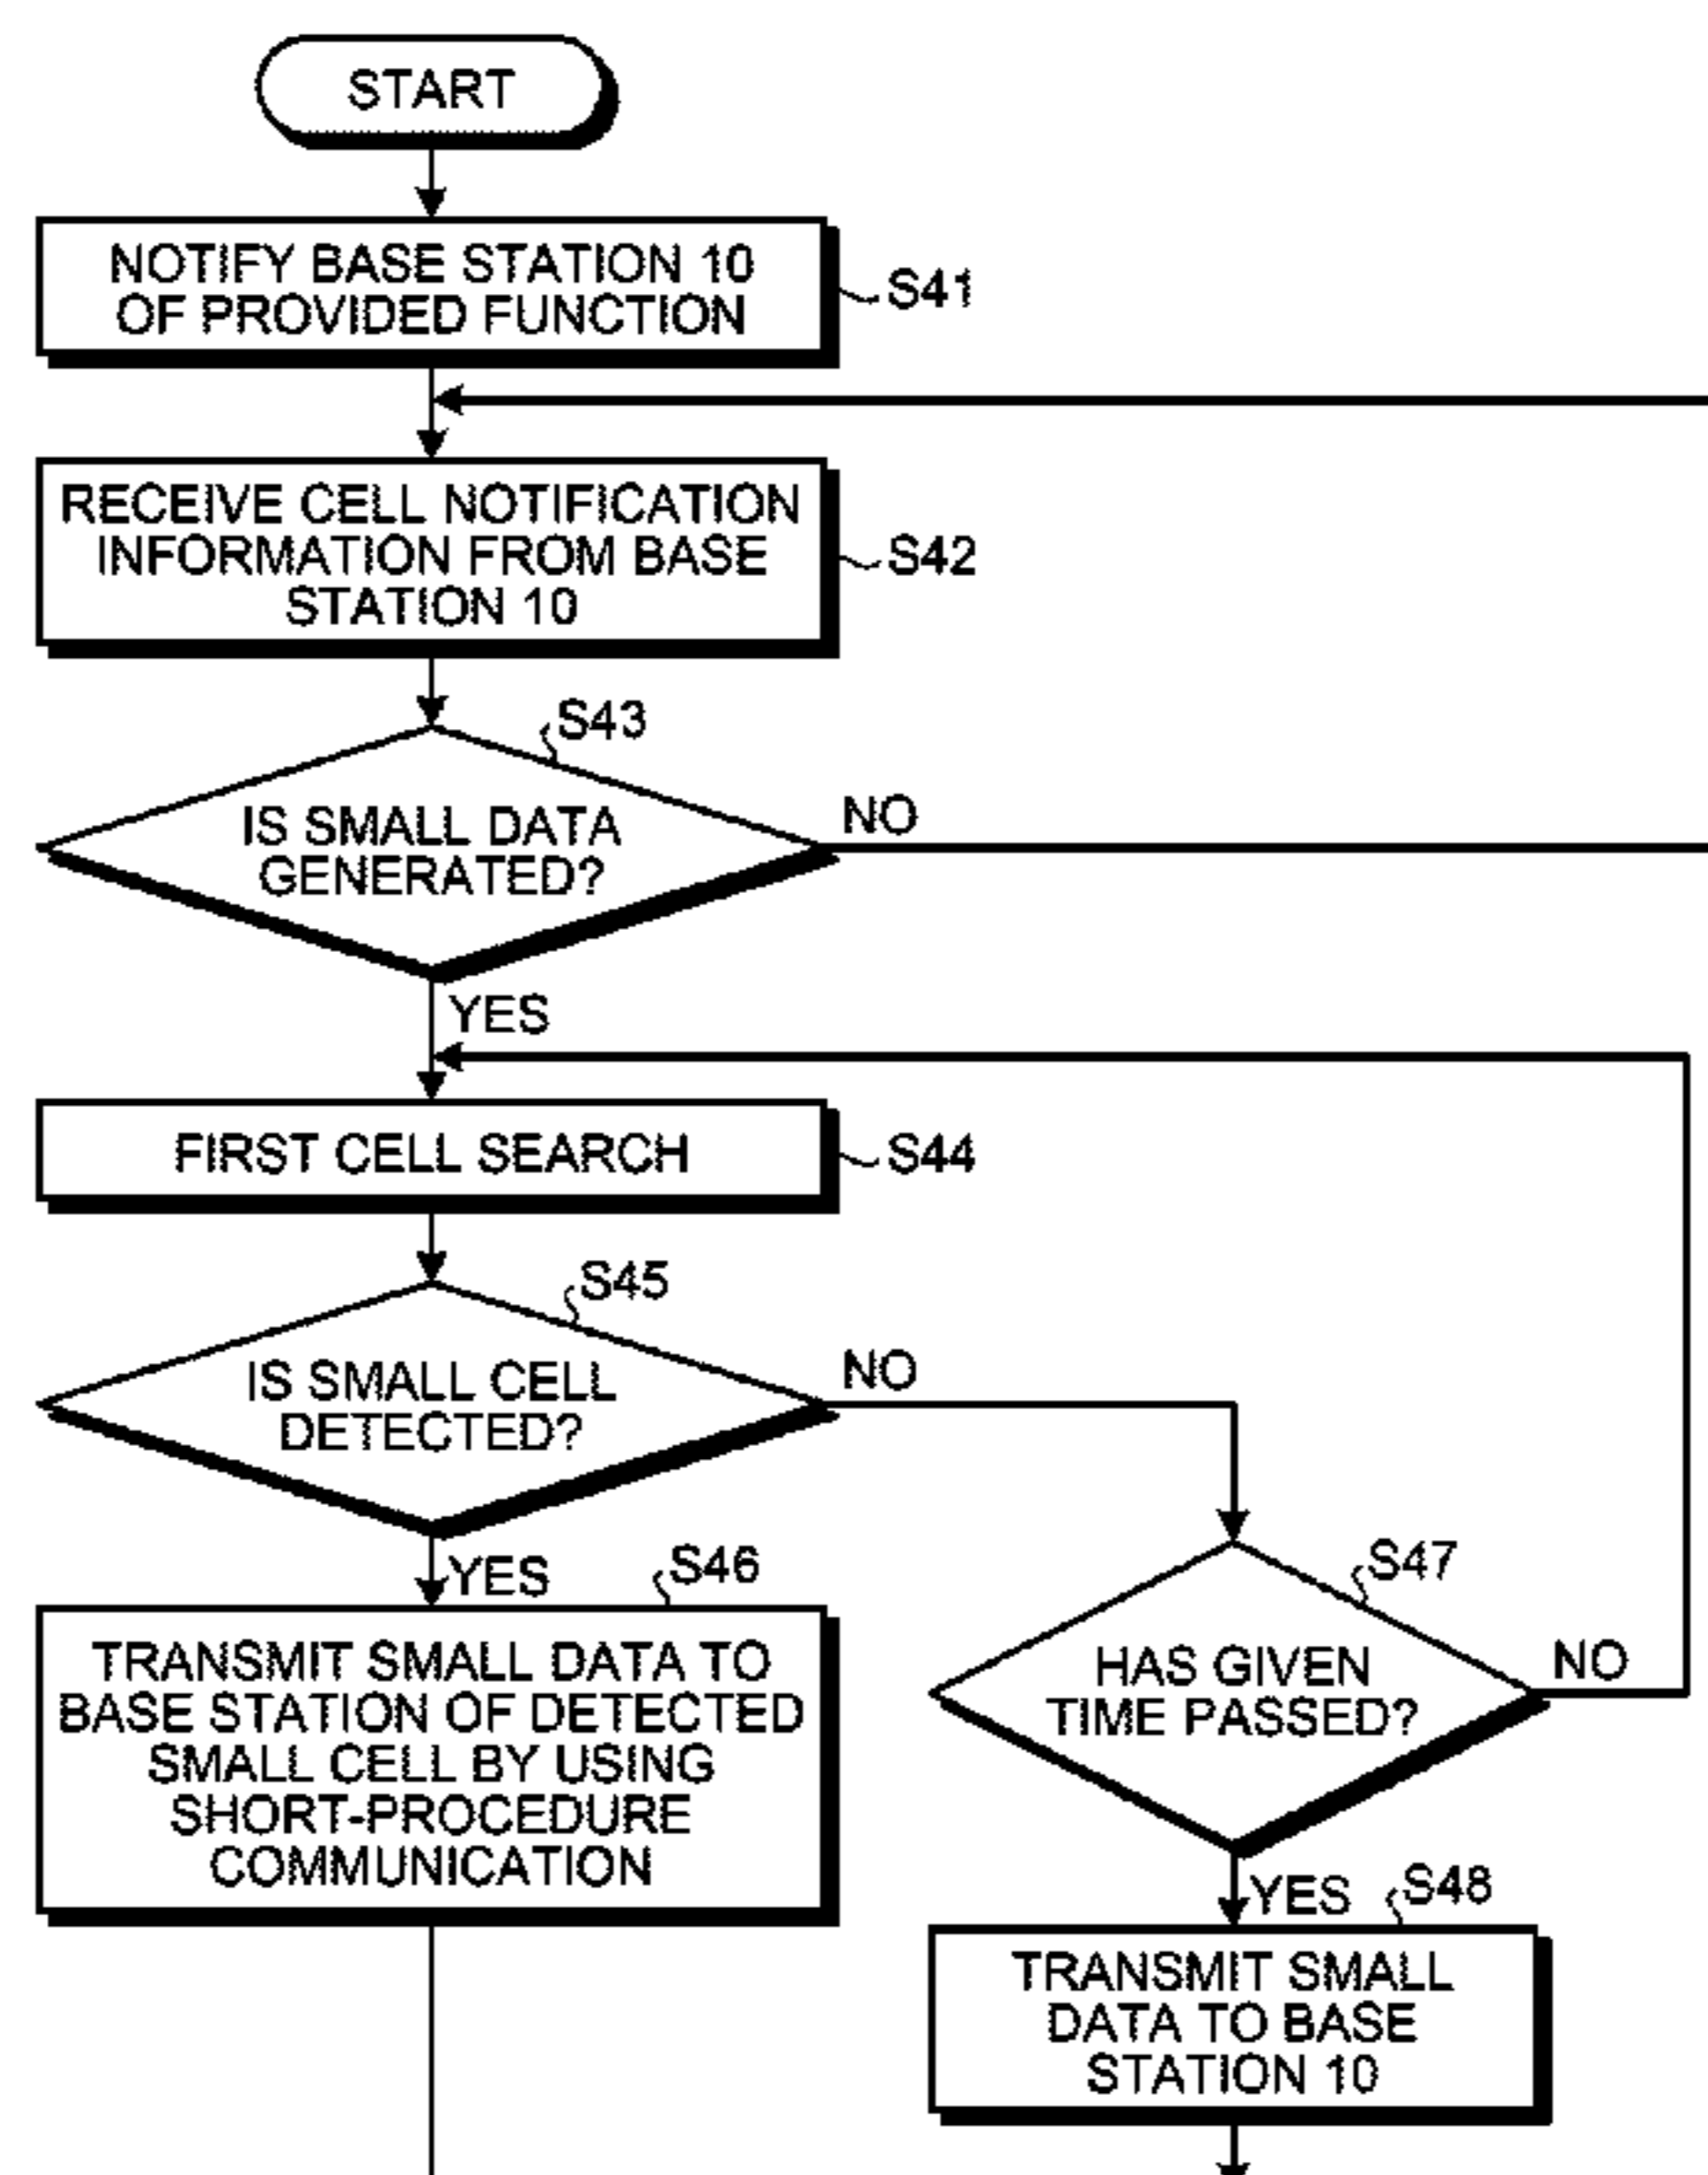 START
NOTIFY BASE STATION 10
OF PROVIDED FUNCTION
S41
RECEIVE CELL NOTIFICATION
INFORMATION FROM BASE
STATION 10
S42
S43
IS SMALL DATA
GENERATED?
NO
YES
FIRST CELL SEARCH
S44
S45
IS SMALL CELL
DETECTED?
NO
YES
S46
TRANSMIT SMALL DATA TO
BASE STATION OF DETECTED
SMALL CELL BY USING
SHORT-PROCEDURE
COMMUNICATION
S47
HAS GIVEN
TIME PASSED?
NO
YES
S48
TRANSMIT SMALL
DATA TO BASE
STATION 10